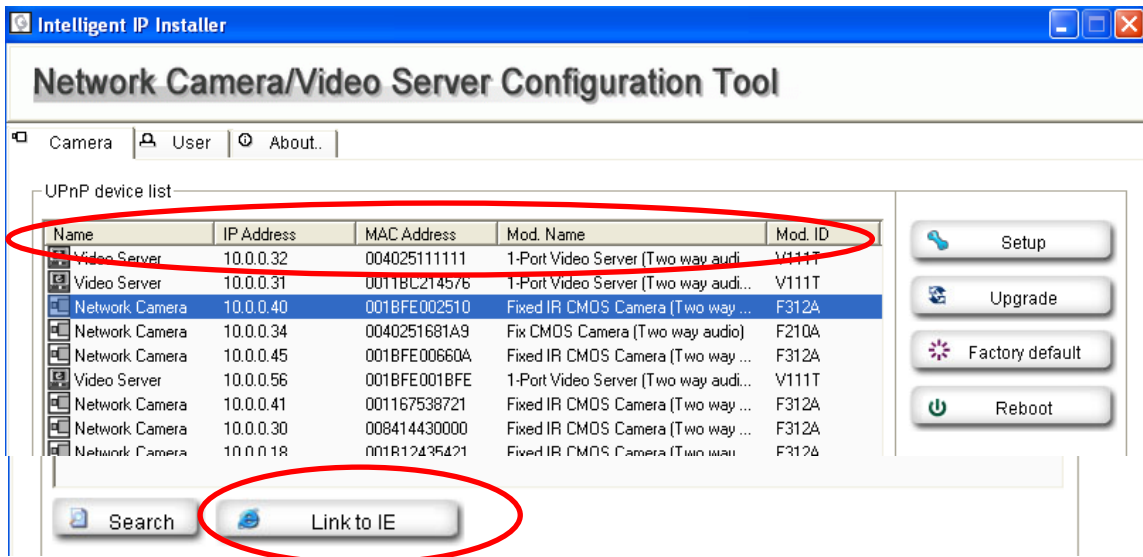 Intelligent IP Installer
Network Camera/Video Server Configuration Tool
Camera User About..
UPnP device list
Name IP Address MAC Address Mod. Name Mod. ID
Video Server 10.0.0.32 004025111111 1-Port Video Server (Two way audi... V111T
Video Server 10.0.0.31 0011BC214576 1-Port Video Server (Two way audi... V111T
Network Camera 10.0.0.40 001BFE002510 Fixed IR CMOS Camera (Two way ... F312A
Network Camera 10.0.0.34 0040251681A9 Fix CMOS Camera (Two way audio) F210A
Network Camera 10.0.0.45 001BFE00660A Fixed IR CMOS Camera (Two way ... F312A
Video Server 10.0.0.56 001BFE001BFE 1-Port Video Server (Two way audi... V111T
Network Camera 10.0.0.41 001167538721 Fixed IR CMOS Camera (Two way ... F312A
Network Camera 10.0.0.30 008414430000 Fixed IR CMOS Camera (Two way ... F312A
Network Camera 10.0.0.18 001B12435421 Fixed IR CMOS Camera (Two way F312A
Setup
Upgrade
Factory default
Reboot
Search Link to IE